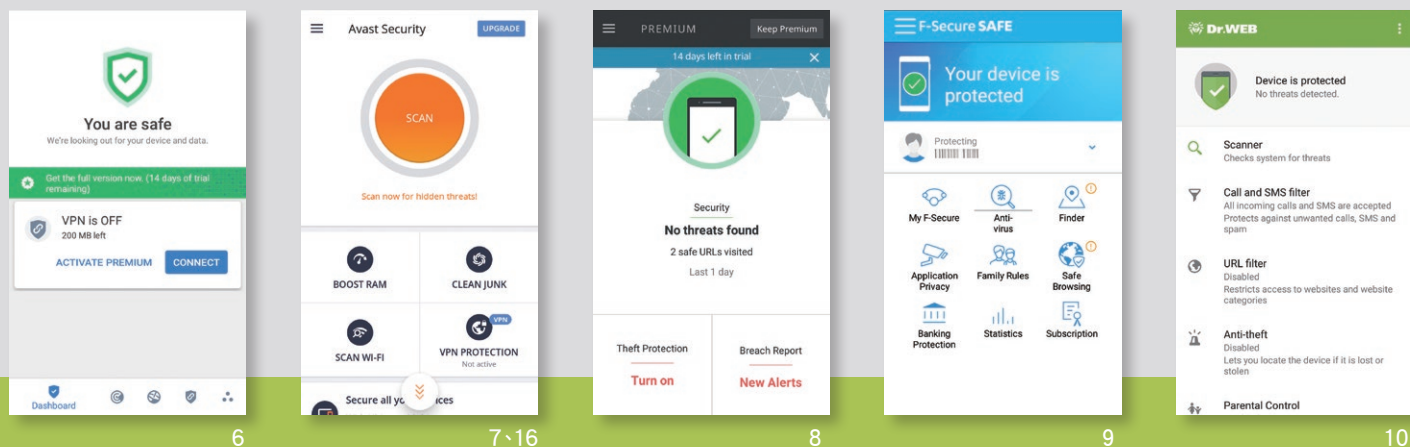 You are safe
We're looking out for your device and data.
Get the full version now. (14 days of trial
remaining)
VPN is OFF
200 MB left
ACTIVATE PREMIUM
CONNECT
Dashboard
6
Avast Security
UPGRADE
SCAN
Scan now for hidden threats!
BOOST RAM
CLEAN JUNK
SCAN WI-FI
VPN
VPN PROTECTION
Not active
Secure all
7、16
PREMIUM
Keep Premium
14 days left in trial
Security
No threats found
2 safe URLs visited
Last 1 day
Theft Protection
Turn on
Breach Report
New Alerts
8
F-Secure SAFE
Your device is
protected
Protecting
My F-Secure
Anti-
virus
Finder
Application
Privacy
Family Rules
Safe
Browsing
Banking
Protection
Statistics
Subscription
9
Dr.WEB
Device is protected
No threats detected.
Scanner
Checks system for threats
Call and SMS filter
All incoming calls and SMS are accepted
Protects against unwanted calls, SMS and
spam
URL filter
Disabled
Restricts access to websites and website
categories
Anti-theft
Disabled
Lets you locate the device if it is lost or
stolen
Parental Control
10